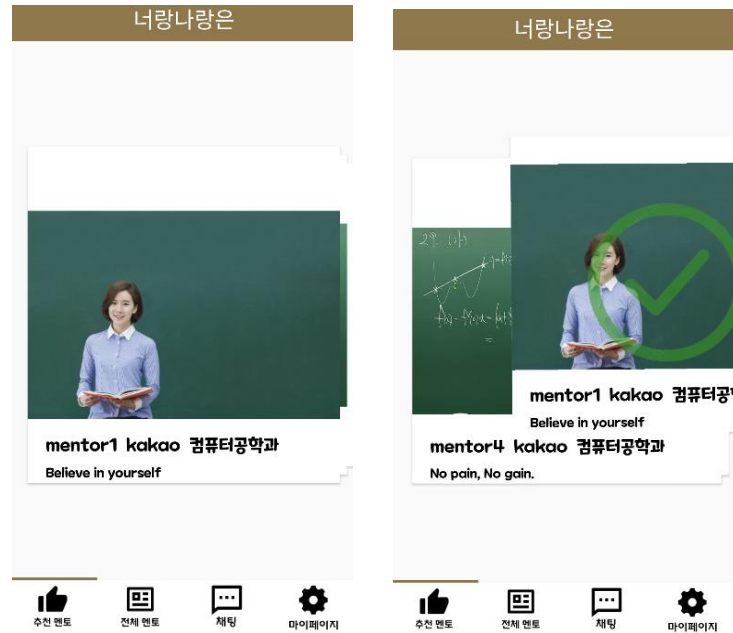 너랑나랑은
mentor1 kakao 컴퓨터공학과
Believe in yourself
추천 멘토
전체 멘토
채팅
마이페이지
너랑나랑은
29. (가)
mentor1 kakao 컴퓨터공
Believe in yourself
mentor4 kakao 컴퓨터공학과
No pain, No gain.
추천 멘토
전체 멘토
채팅
마이페이지